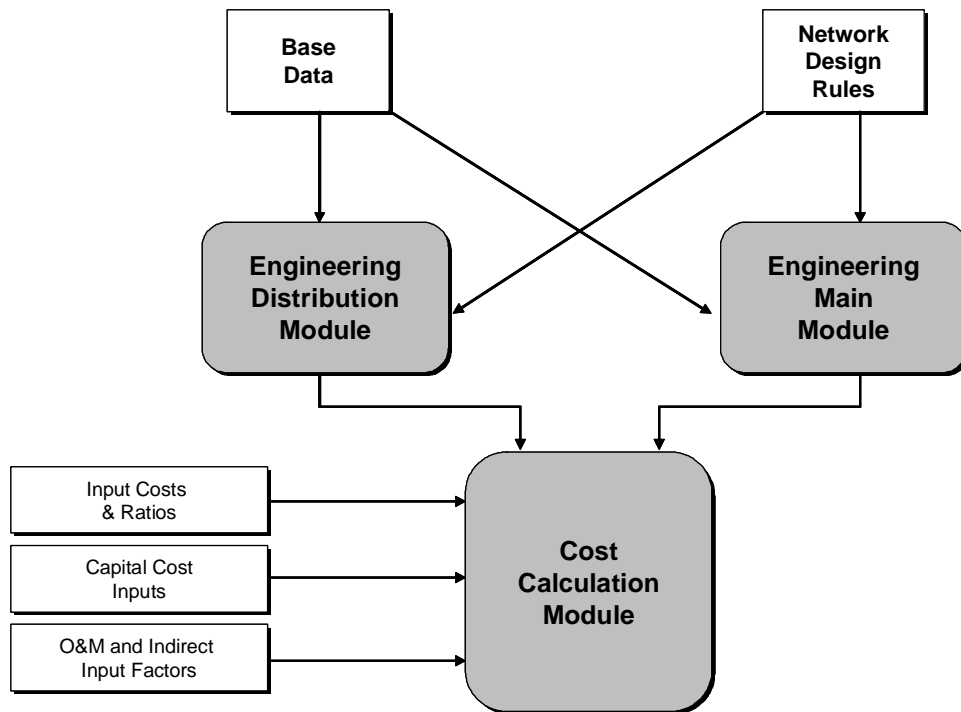 Base
Data
Network
Design
Rules
Engineering
Distribution
Module
Engineering
Main
Module
Input Costs
& Ratios
Capital Cost
Inputs
O&M and Indirect
Input Factors
Cost
Calculation
Module